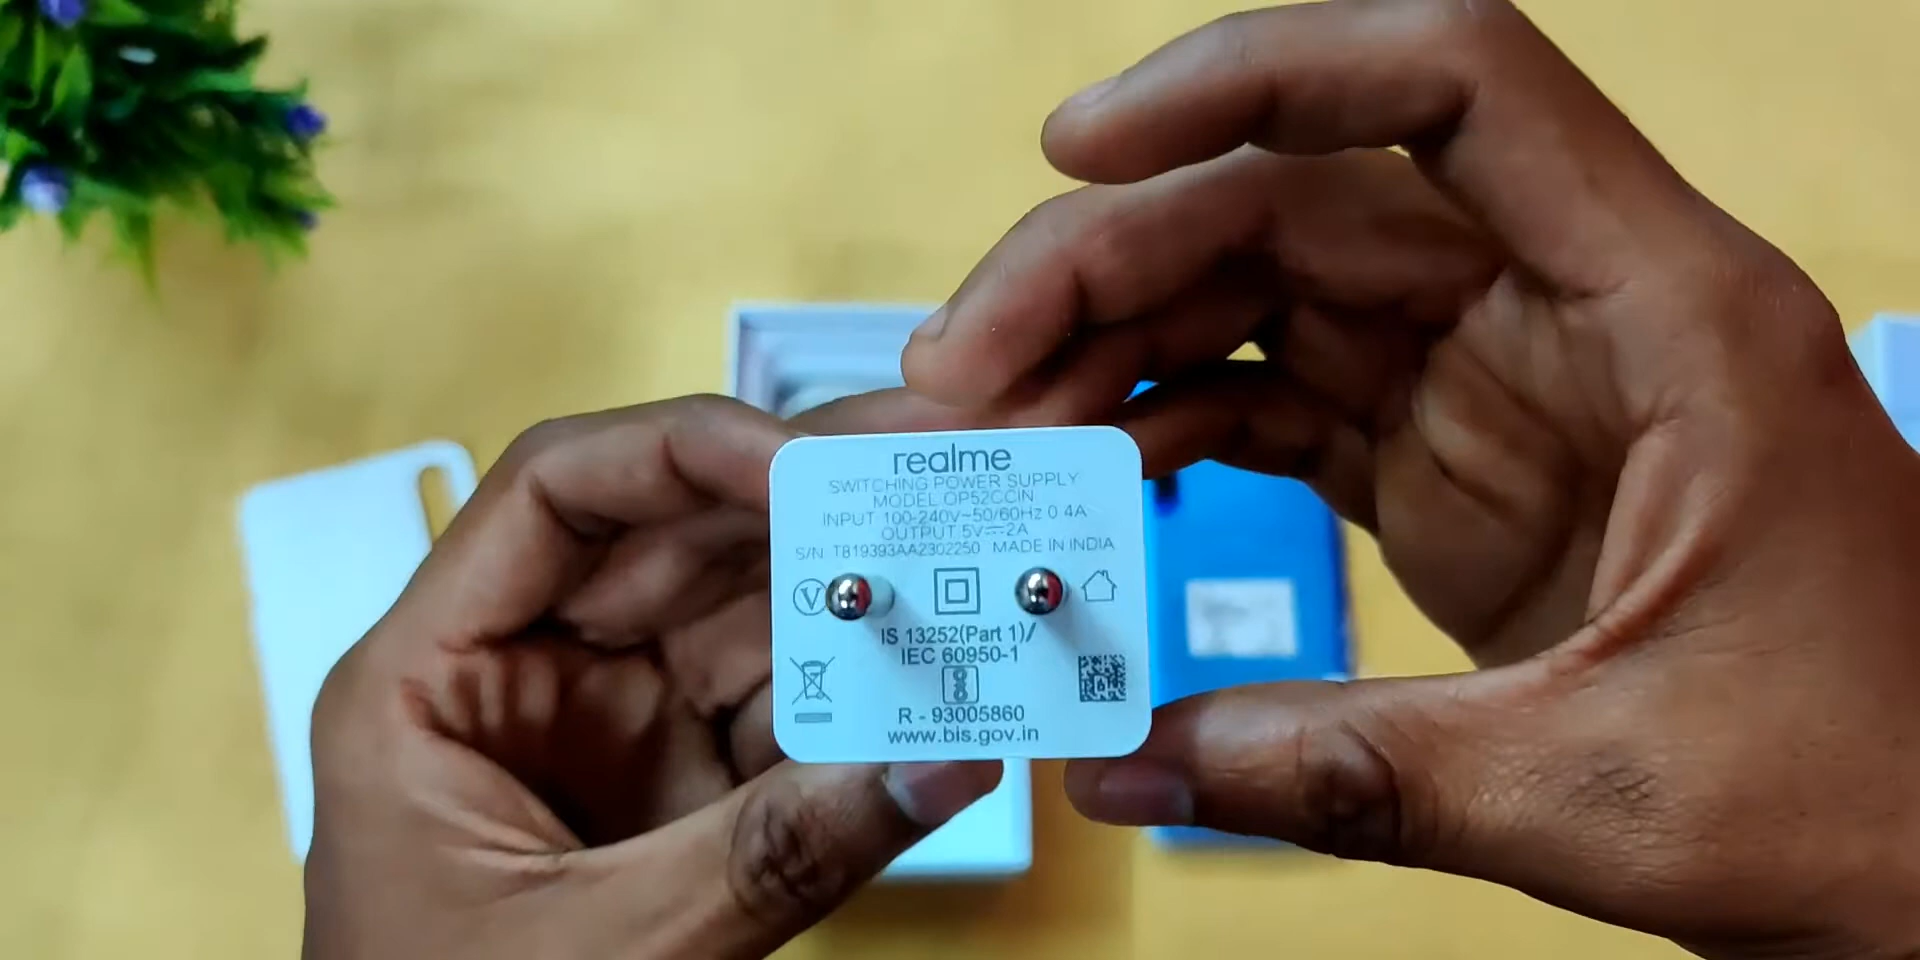 realme
SWITCHING POWER SUPPLY
MODEL OP52CCIN
INPUT 100-240V~50/60Hz 0.4A
OUTPUT 5V⎓2A
S/N TB19393AA2302250 MADE IN INDIA
V
IS 13252(Part 1)/
IEC 60950-1
R - 93005860
www.bis.gov.in